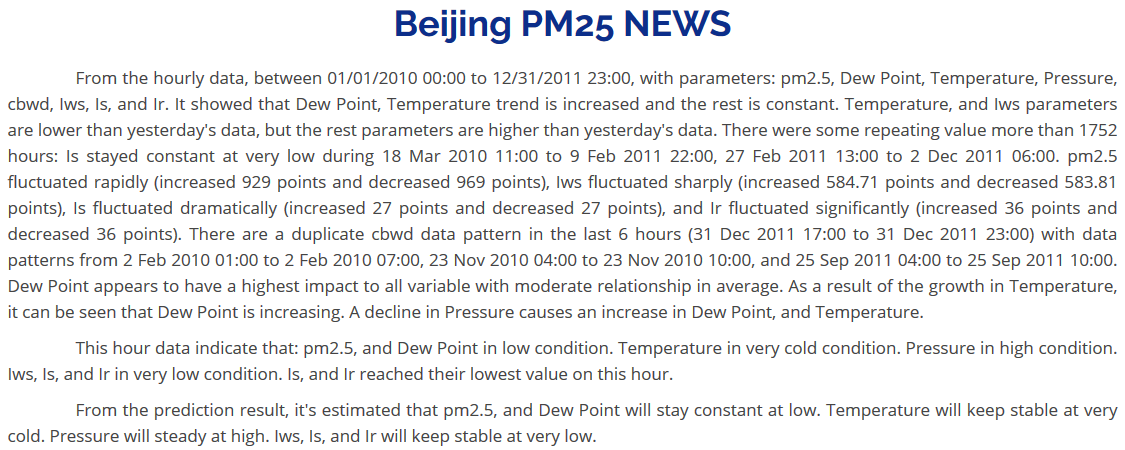 Beijing PM25 NEWS
From the hourly data, between 01/01/2010 00:00 to 12/31/2011 23:00, with parameters: pm2.5, Dew Point, Temperature, Pressure,
cbwd, Iws, Is, and Ir. It showed that Dew Point, Temperature trend is increased and the rest is constant. Temperature, and Iws parameters
are lower than yesterday's data, but the rest parameters are higher than yesterday's data. There were some repeating value more than 1752
hours: Is stayed constant at very low during 18 Mar 2010 11:00 to 9 Feb 2011 22:00, 27 Feb 2011 13:00 to 2 Dec 2011 06:00. pm2.5
fluctuated rapidly (increased 929 points and decreased 969 points), Iws fluctuated sharply (increased 584.71 points and decreased 583.81
points), Is fluctuated dramatically (increased 27 points and decreased 27 points), and Ir fluctuated significantly (increased 36 points and
decreased 36 points). There are a duplicate cbwd data pattern in the last 6 hours (31 Dec 2011 17:00 to 31 Dec 2011 23:00) with data
patterns from 2 Feb 2010 01:00 to 2 Feb 2010 07:00, 23 Nov 2010 04:00 to 23 Nov 2010 10:00, and 25 Sep 2011 04:00 to 25 Sep 2011 10:00.
Dew Point appears to have a highest impact to all variable with moderate relationship in average. As a result of the growth in Temperature,
it can be seen that Dew Point is increasing. A decline in Pressure causes an increase in Dew Point, and Temperature.
This hour data indicate that: pm2.5, and Dew Point in low condition. Temperature in very cold condition. Pressure in high condition.
Iws, Is, and Ir in very low condition. Is, and Ir reached their lowest value on this hour.
From the prediction result, it's estimated that pm2.5, and Dew Point will stay constant at low. Temperature will keep stable at very
cold. Pressure will steady at high. Iws, Is, and Ir will keep stable at very low.